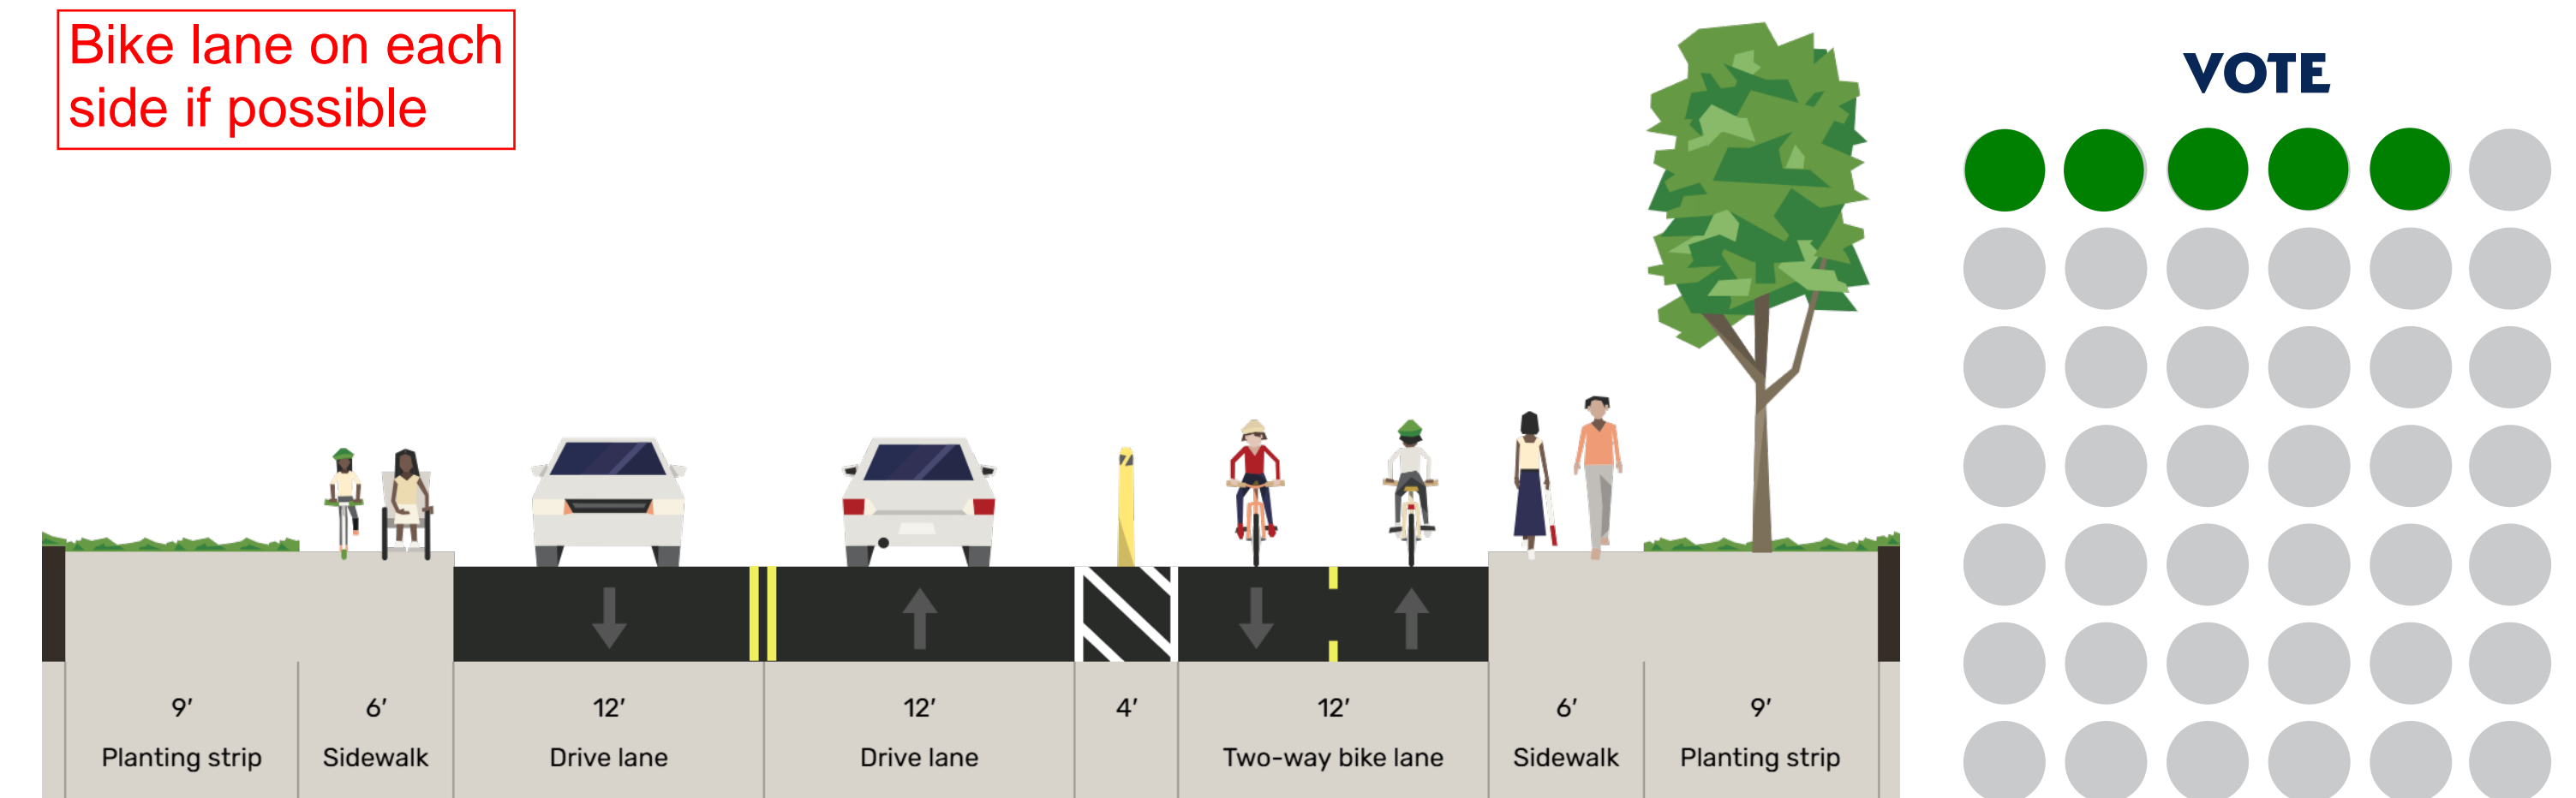 Bike lane on each
side if possible
VOTE
9’ 6’ 12’ 12’ 4’ 12’ 6’ 9’
Planting strip Sidewalk Drive lane Drive lane Two-way bike lane Sidewalk Planting strip